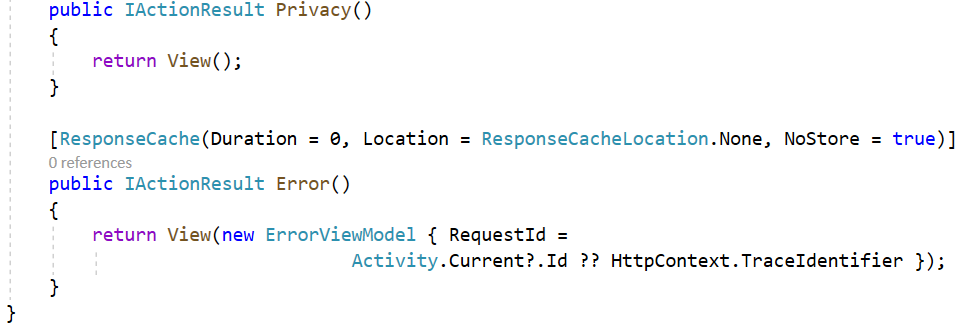 public IActionResult Privacy()
{
return View();
}
[ResponseCache(Duration = 0, Location = ResponseCacheLocation.None, NoStore = true)]
0 references
public IActionResult Error()
{
return View(new ErrorViewModel { RequestId =
Activity.Current?.Id ?? HttpContext.TraceIdentifier });
}
}